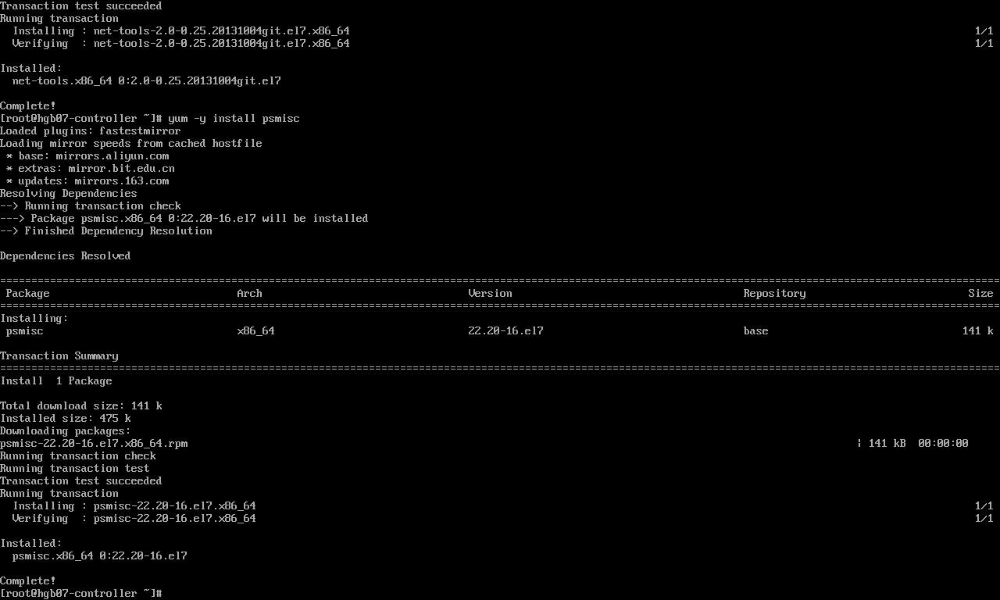 Transaction test succeeded
Running transaction
  Installing : net-tools-2.0-0.25.20131004git.el7.x86_64 1/1
  Verifying  : net-tools-2.0-0.25.20131004git.el7.x86_64 1/1
Installed:
  net-tools.x86_64 0:2.0-0.25.20131004git.el7
Complete!
[root@hgb07-controller ~]# yum -y install psmisc
Loaded plugins: fastestmirror
Loading mirror speeds from cached hostfile
 * base: mirrors.aliyun.com
 * extras: mirror.bit.edu.cn
 * updates: mirrors.163.com
Resolving Dependencies
--> Running transaction check
---> Package psmisc.x86_64 0:22.20-16.el7 will be installed
--> Finished Dependency Resolution
Dependencies Resolved
================================================================================================================================================================
 Package Arch Version Repository Size
================================================================================================================================================================
Installing:
 psmisc x86_64 22.20-16.el7 base 141 k
Transaction Summary
================================================================================================================================================================
Install  1 Package
Total download size: 141 k
Installed size: 475 k
Downloading packages:
psmisc-22.20-16.el7.x86_64.rpm | 141 kB  00:00:00
Running transaction check
Running transaction test
Transaction test succeeded
Running transaction
  Installing : psmisc-22.20-16.el7.x86_64 1/1
  Verifying  : psmisc-22.20-16.el7.x86_64 1/1
Installed:
  psmisc.x86_64 0:22.20-16.el7
Complete!
[root@hgb07-controller ~]#